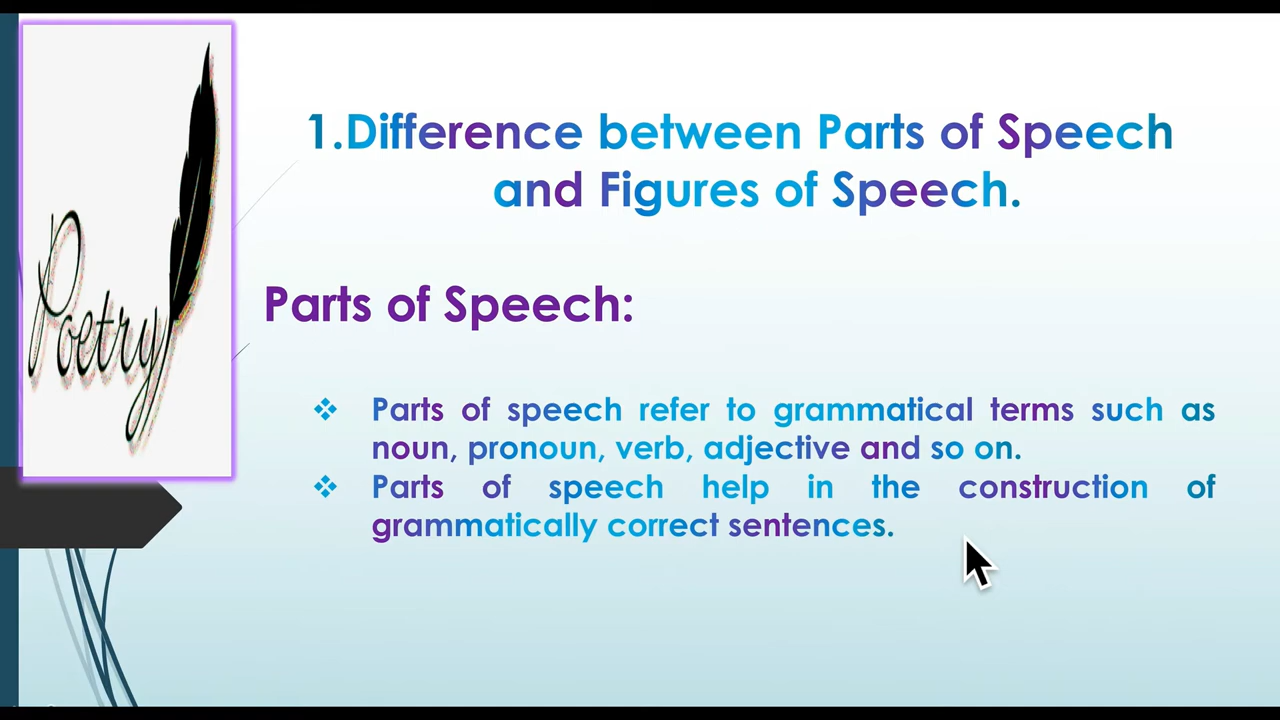 1.Difference between Parts of Speech
and Figures of Speech.
Poetry
Parts of Speech:
❖ Parts of speech refer to grammatical terms such as
noun, pronoun, verb, adjective and so on.
❖ Parts of speech help in the construction of
grammatically correct sentences.